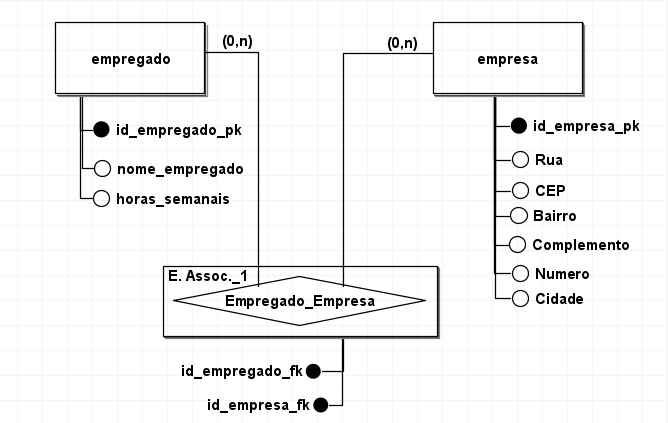 empregado
(0,n)
(0,n)
empresa
id_empregado_pk
nome_empregado
horas_semanais
id_empresa_pk
Rua
CEP
Bairro
Complemento
Numero
Cidade
E. Assoc._1
Empregado_Empresa
id_empregado_fk
id_empresa_fk